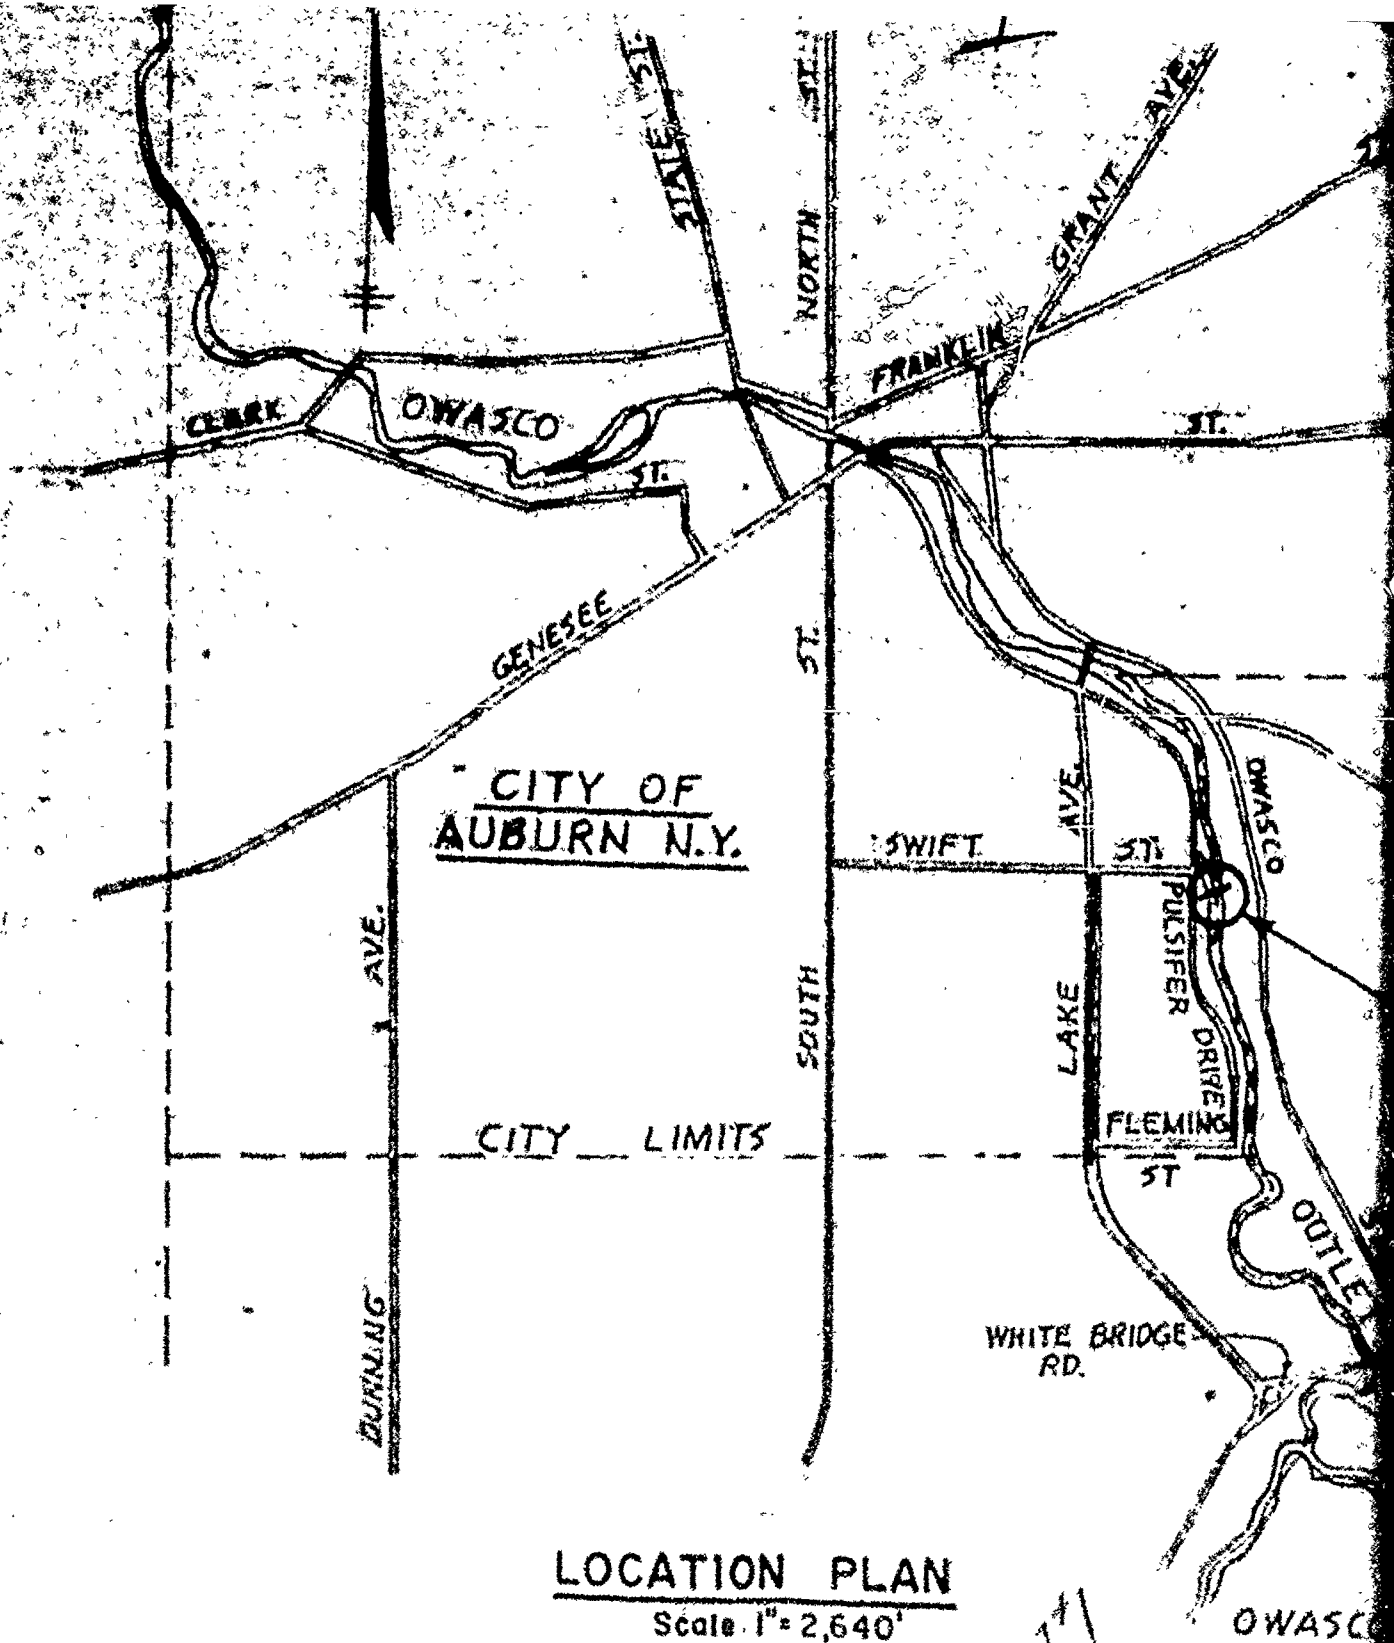 STATE ST.
NORTH ST.
GRANT AVE.
FRANKLIN
CLARK
OWASCO
ST.
ST.
GENESEE
ST.
CITY OF
AUBURN N.Y.
SWIFT ST.
AVE.
OWASCO
PULSIFER
DRIVE
AVE.
SOUTH
LAKE
FLEMING
ST
CITY LIMITS
OUTLE
DUNNING
WHITE BRIDGE
RD.
LOCATION PLAN
Scale 1"= 2,640'
OWASC